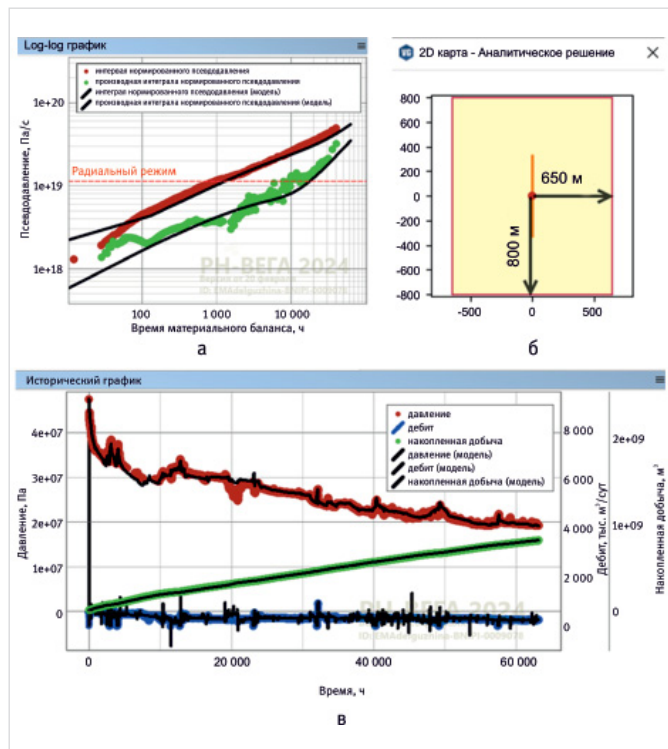 Log-log график
интервал нормированного псевдодавления
производная интеграла нормированного псевдодавления
интеграл нормированного псевдодавления (модель)
производная интеграла нормированного псевдодавления (модель)
1e+20
1e+19
1e+18
Псевдодавление, Па/с
Радиальный режим
РН-ВЕГА 2024
100
1 000
10 000
Время материального баланса, ч
а
2D карта - Аналитическое решение
800
600
400
200
0
-200
-400
-600
-800
650 м
800 м
-500
0
500
б
Исторический график
давление
дебит
накопленная добыча
давление (модель)
дебит (модель)
накопленная добыча (модель)
4e+07
3e+07
2e+07
1e+07
0
Давление, Па
8 000
6 000
4 000
2 000
0
Дебит, тыс. м³/сут
2e+09
1e+09
0
Накопленная добыча, м³
РН-ВЕГА 2024
0
20 000
40 000
60 000
Время, ч
в